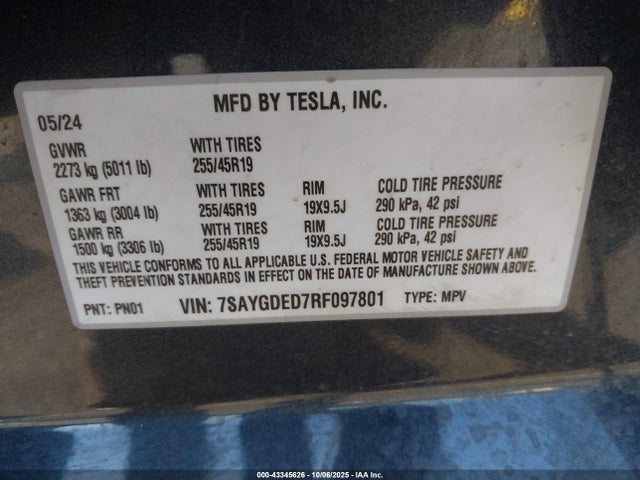 MFD BY TESLA, INC.
05/24
GVWR WITH TIRES
2273 kg (5011 lb) 255/45R19
GAWR FRT WITH TIRES RIM COLD TIRE PRESSURE
1363 kg (3004 lb) 255/45R19 19X9.5J 290 kPa, 42 psi
GAWR RR WITH TIRES RIM COLD TIRE PRESSURE
1500 kg (3306 lb) 255/45R19 19X9.5J 290 kPa, 42 psi
THIS VEHICLE CONFORMS TO ALL APPLICABLE U.S. FEDERAL MOTOR VEHICLE SAFETY AND
THEFT PREVENTION STANDARDS IN EFFECT ON THE DATE OF MANUFACTURE SHOWN ABOVE.
PNT: PN01 VIN: 7SAYGDED7RF097801 TYPE: MPV
000-43345626 - 10/06/2025 - IAA Inc.